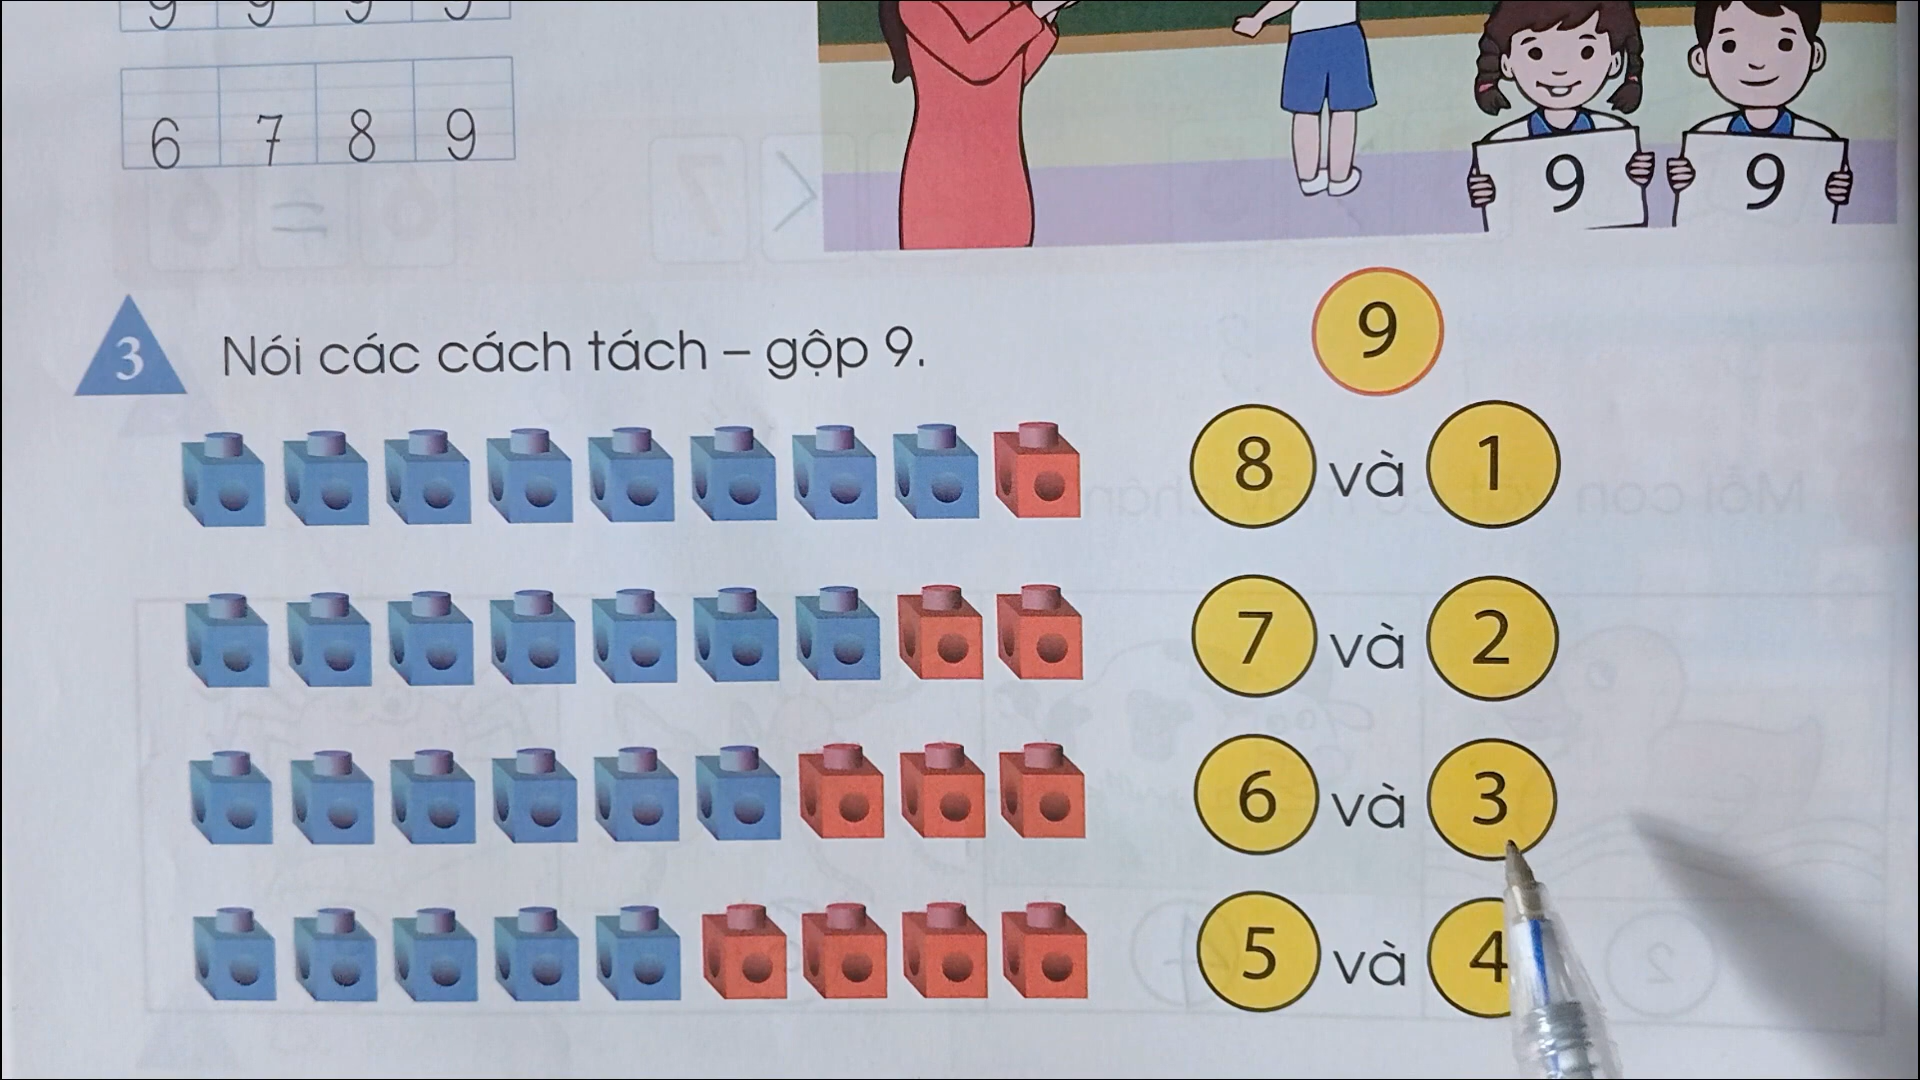 6 7 8 9
9 9
3 Nói các cách tách – gộp 9.
9
8 và 1
7 và 2
6 và 3
5 và 4